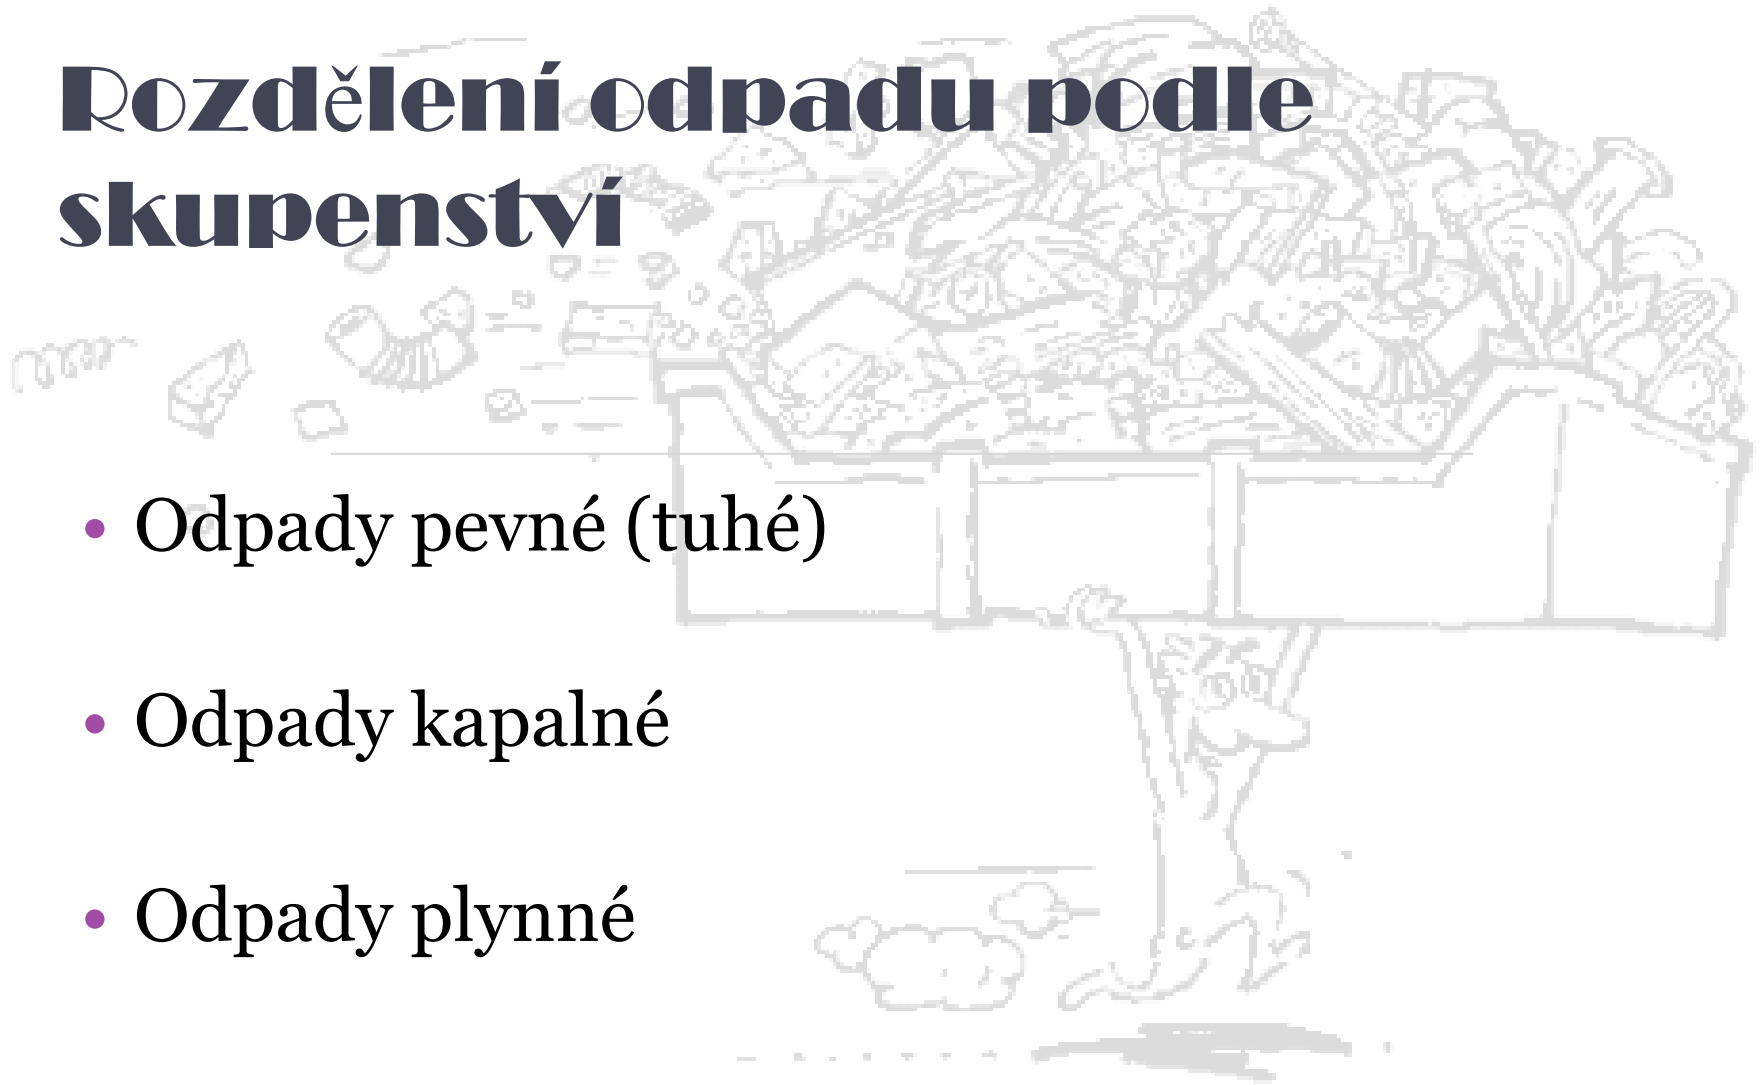 Rozdělení odpadu podle
skupenství
• Odpady pevné (tuhé)
• Odpady kapalné
• Odpady plynné